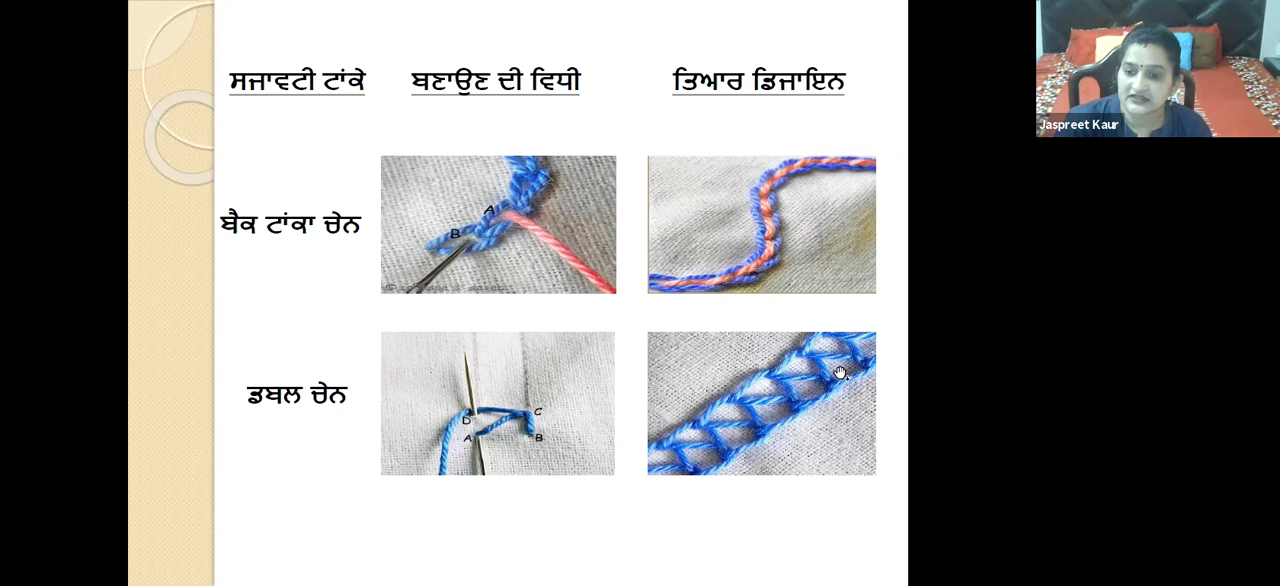 ਸਜਾਵਟੀ ਟਾਂਕੇ ਬਣਾਉਣ ਦੀ ਵਿਧੀ ਤਿਆਰ ਡਿਜਾਇਨ
Jaspreet Kaur
ਬੈਕ ਟਾਂਕਾ ਚੇਨ
A
B
ਡਬਲ ਚੇਨ
D C
A B